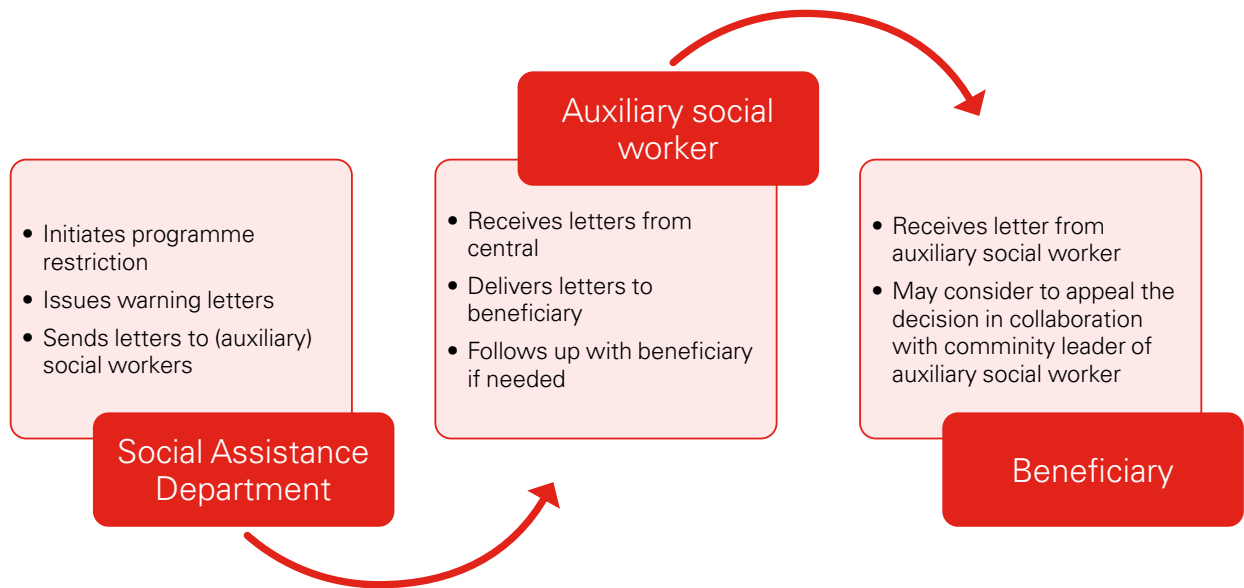 • Initiates programme
restriction
• Issues warning letters
• Sends letters to (auxiliary)
social workers
Social Assistance
Department
Auxiliary social
worker
• Receives letters from
central
• Delivers letters to
beneficiary
• Follows up with beneficiary
if needed
• Receives letter from
auxiliary social worker
• May consider to appeal the
decision in collaboration
with comminity leader of
auxiliary social worker
Beneficiary